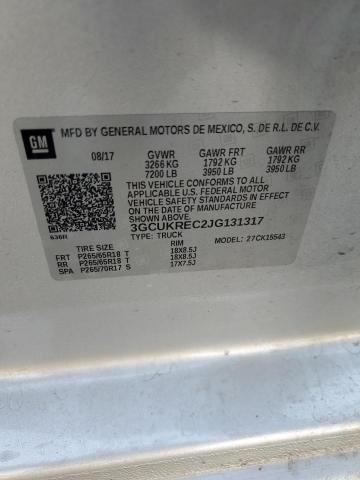 GM MFD BY GENERAL MOTORS DE MEXICO, S. DE R.L. DE C.V.
08/17 GVWR GAWR FRT GAWR RR
3266 KG 1792 KG 1792 KG
7200 LB 3950 LB 3950 LB
THIS VEHICLE CONFORMS TO ALL
APPLICABLE U.S. FEDERAL MOTOR
VEHICLE SAFETY STANDARDS IN EFFECT
ON THE DATE OF MANUFACTURE
SHOWN ABOVE.
3GCUKREC2JG131317
636R TYPE: TRUCK MODEL: 27CK15543
TIRE SIZE RIM
FRT P265/65R18 T 18X8.5J
RR P265/65R18 T 18X8.5J
SPA P265/70R17 S 17X7.5J